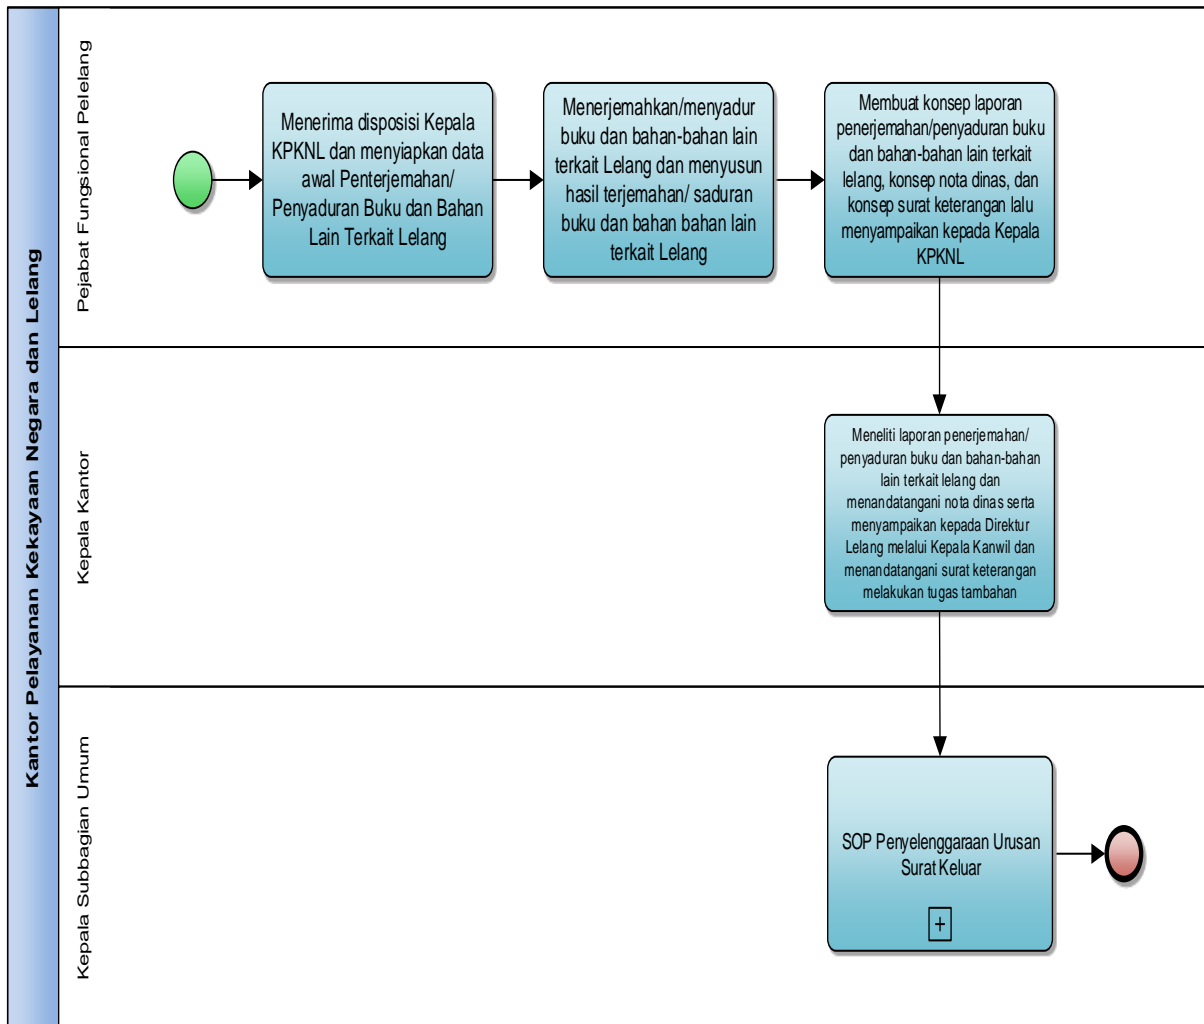 Kantor Pelayanan Kekayaan Negara dan Lelang
Pejabat Fungsional Pelelang
Menerima disposisi Kepala
KPKNL dan menyiapkan data
awal Penterjemahan/
Penyaduran Buku dan Bahan
Lain Terkait Lelang
Menerjemahkan/menyadur
buku dan bahan-bahan lain
terkait Lelang dan menyusun
hasil terjemahan/ saduran
buku dan bahan bahan lain
terkait Lelang
Membuat konsep laporan
penerjemahan/penyaduran buku
dan bahan-bahan lain terkait
lelang, konsep nota dinas, dan
konsep surat keterangan lalu
menyampaikan kepada Kepala
KPKNL
Kepala Kantor
Meneliti laporan penerjemahan/
penyaduran buku dan bahan-bahan
lain terkait lelang dan
menandatangani nota dinas serta
menyampaikan kepada Direktur
Lelang melalui Kepala Kanwil dan
menandatangani surat keterangan
melakukan tugas tambahan
Kepala Subbagian Umum
SOP Penyelenggaraan Urusan
Surat Keluar